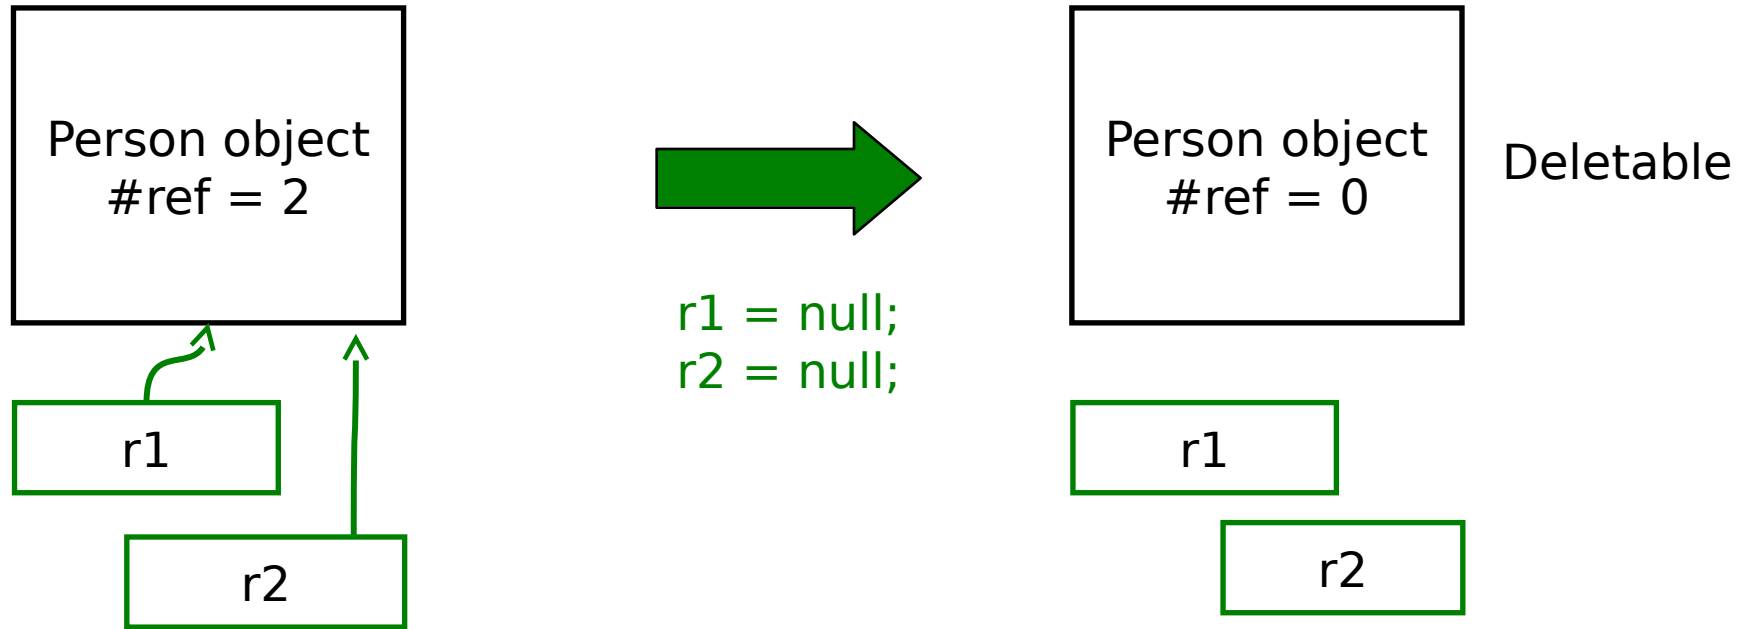 Person object
#ref = 2
r1
r2
r1 = null;
r2 = null;
Person object
#ref = 0
Deletable
r1
r2